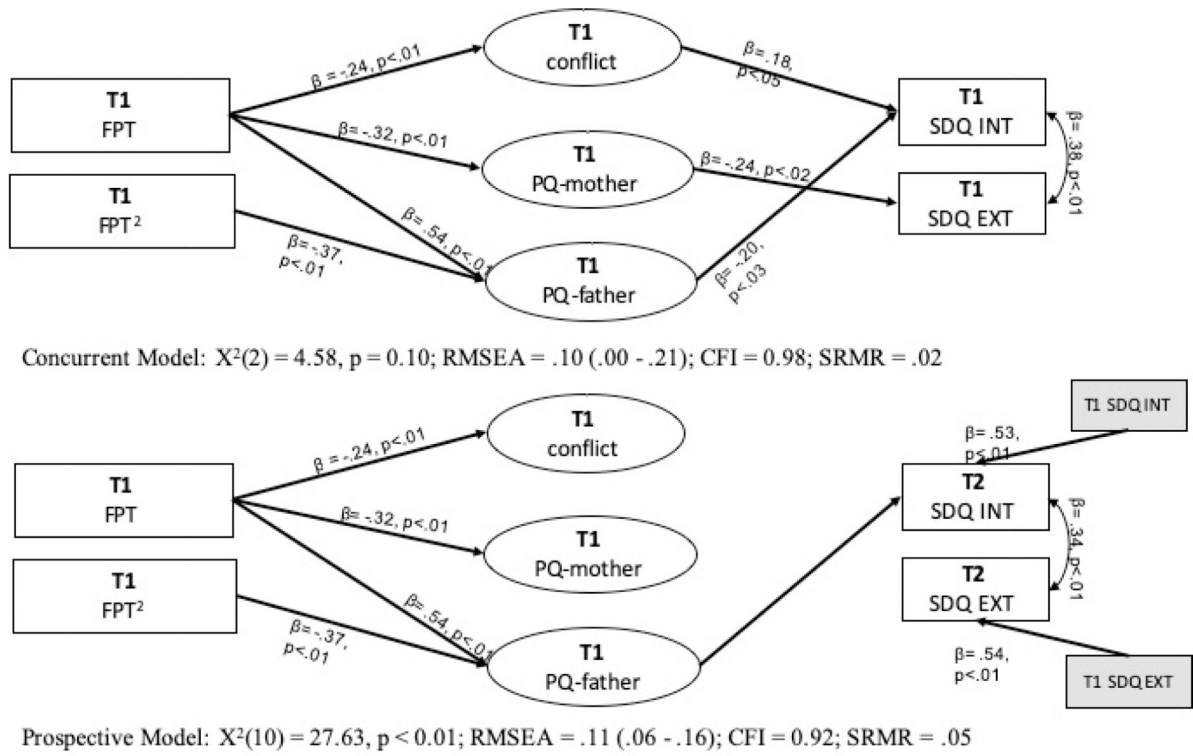 T1
conflict
β = -.24, p<.01
β= .18,
p<.05
T1
FPT
T1
SDQ INT
β= -.32, p<.01
T1
PQ-mother
β= -.24, p<.02
β= .38, p<.01
T1
FPT²
T1
SDQ EXT
β= .54, p<.01
β= -.37,
p<.01
T1
PQ-father
β= -.20,
p<.03
Concurrent Model: X²(2) = 4.58, p = 0.10; RMSEA = .10 (.00 - .21); CFI = 0.98; SRMR = .02
T1 SDQ INT
T1
conflict
β = -.24, p<.01
β= .53,
p<.01
T1
FPT
T2
SDQ INT
β= -.32, p<.01
T1
PQ-mother
β= .34, p<.01
T1
FPT²
T2
SDQ EXT
β= .54, p<.01
β= -.37,
p<.01
T1
PQ-father
β= .54,
p<.01
T1 SDQ EXT
Prospective Model: X²(10) = 27.63, p < 0.01; RMSEA = .11 (.06 - .16); CFI = 0.92; SRMR = .05